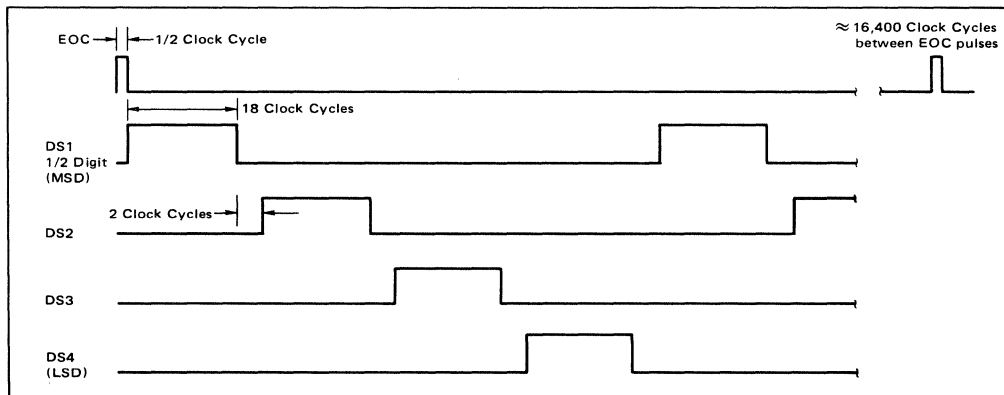 EOC
1/2 Clock Cycle
≈ 16,400 Clock Cycles
between EOC pulses
18 Clock Cycles
DS1
1/2 Digit
(MSD)
2 Clock Cycles
DS2
DS3
DS4
(LSD)